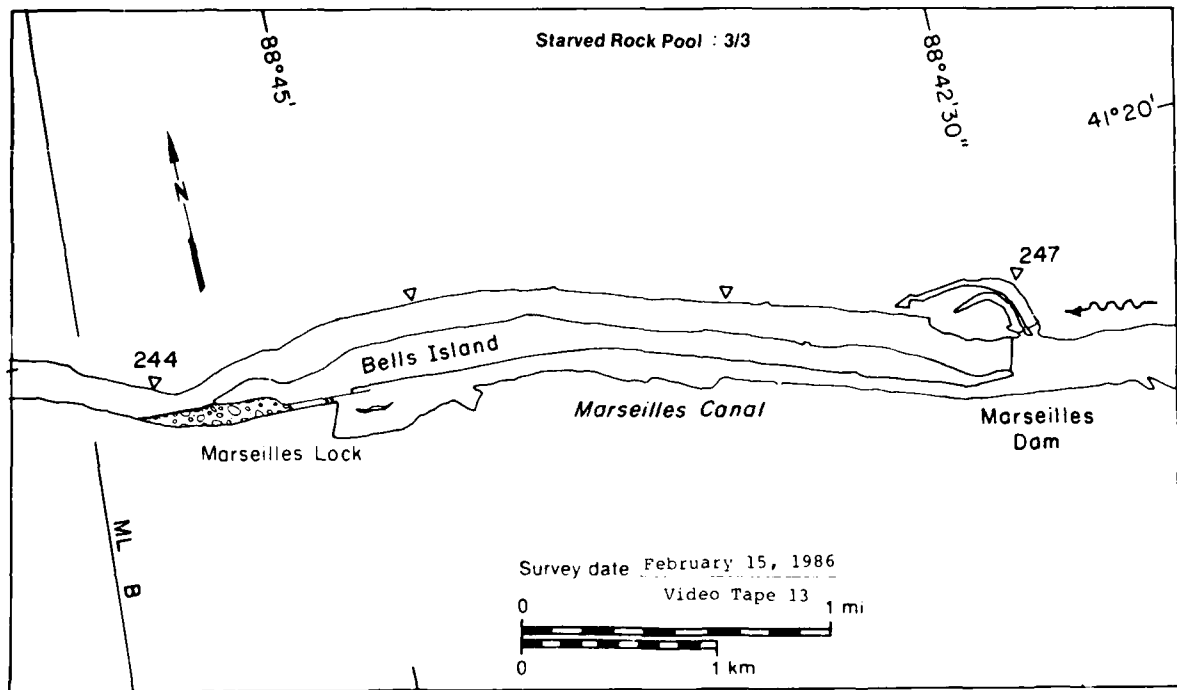 Starved Rock Pool : 3/3
88°45'
88°42'30"
41°20'
N
247
244
Bells Island
Marseilles Canal
Marseilles
Dam
Marseilles Lock
ML B
Survey date February 15, 1986
Video Tape 13
0 1 mi
0 1 km